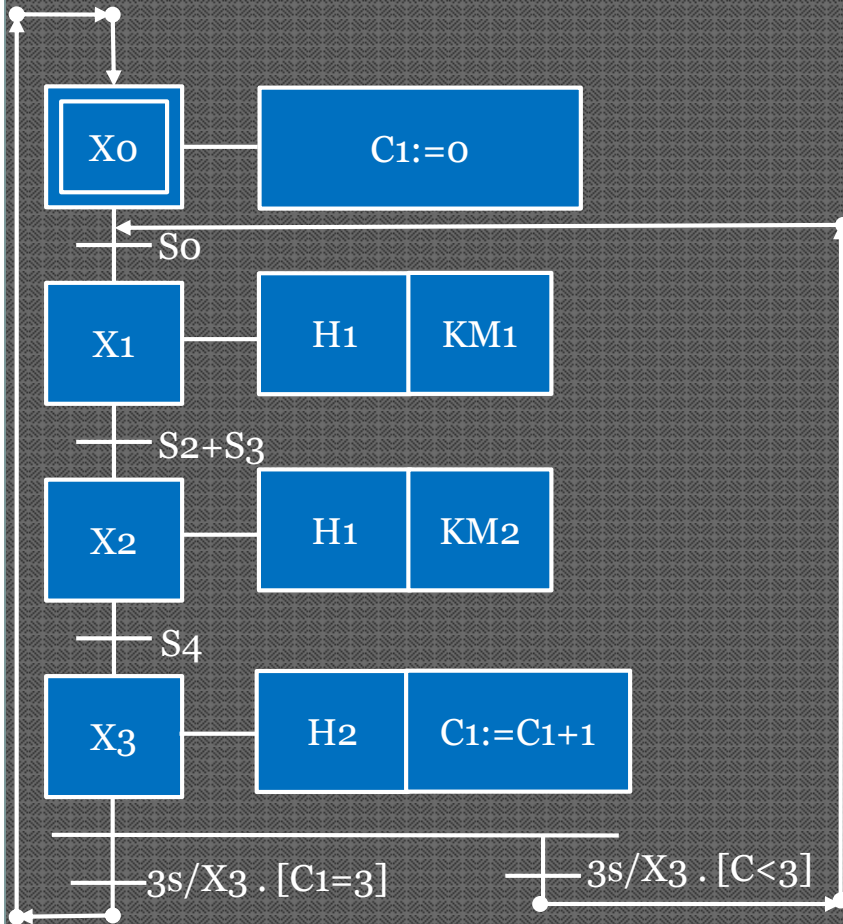 X0
C1:=0
S0
X1
H1
KM1
S2+S3
X2
H1
KM2
S4
X3
H2
C1:=C1+1
3s/X3 . [C1=3]
3s/X3 . [C<3]